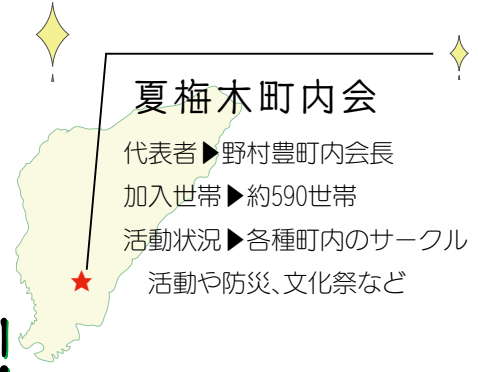 夏梅木町内会
代表者▶野村豊町内会長
加入世帯▶約590世帯
活動状況▶各種町内のサークル
活動や防災、文化祭など